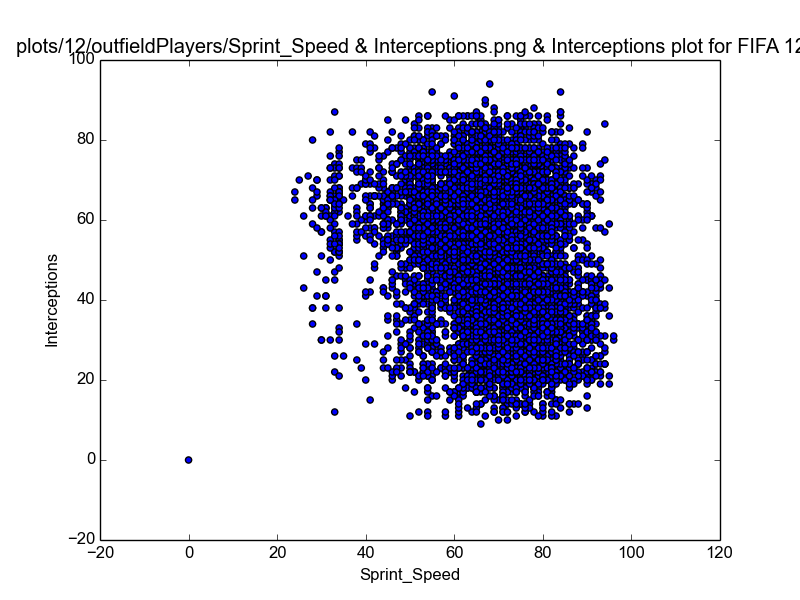 plots/12/outfieldPlayers/Sprint_Speed & Interceptions.png & Interceptions plot for FIFA 12
100
80
60
40
20
0
−20
Interceptions
−20 0 20 40 60 80 100 120
Sprint_Speed